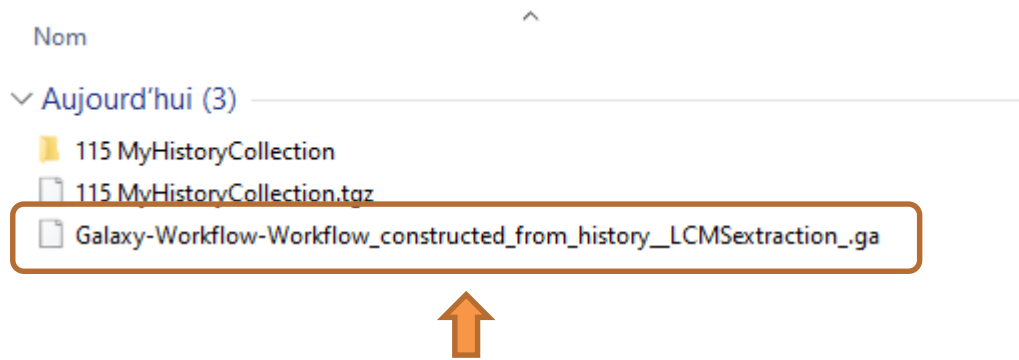 Nom
Aujourd'hui (3)
115 MyHistoryCollection
115 MyHistoryCollection.tgz
Galaxy-Workflow-Workflow_constructed_from_history__LCMSextraction_.ga